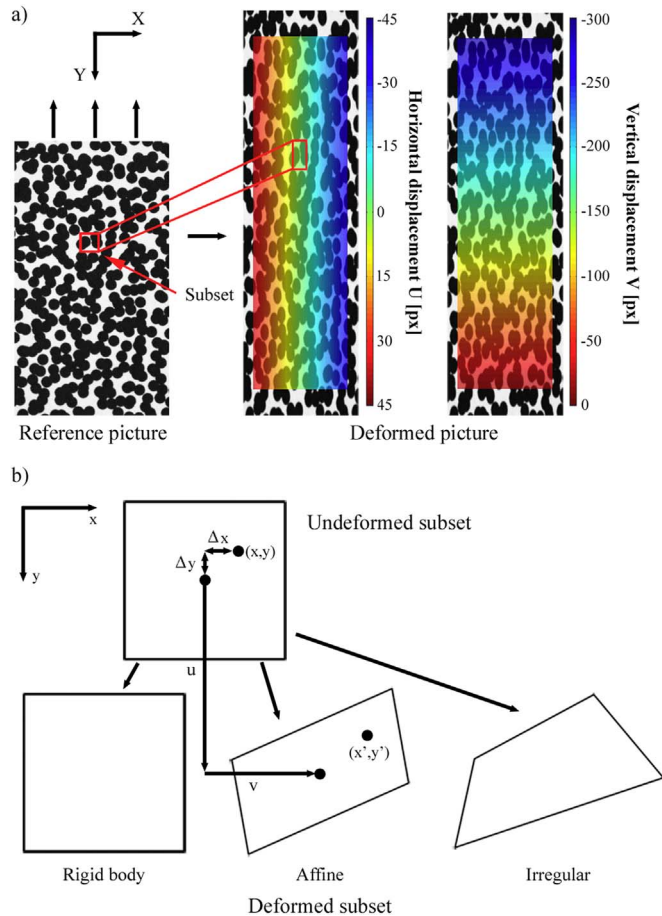 a)
X
Y
Subset
Reference picture
-45
-30
-15
0
15
30
45
Horizontal displacement U [px]
-300
-250
-200
-150
-100
-50
0
Vertical displacement V [px]
Deformed picture
b)
x
y
Undeformed subset
Δx
(x,y)
Δy
u
v
(x',y')
Rigid body
Affine
Irregular
Deformed subset